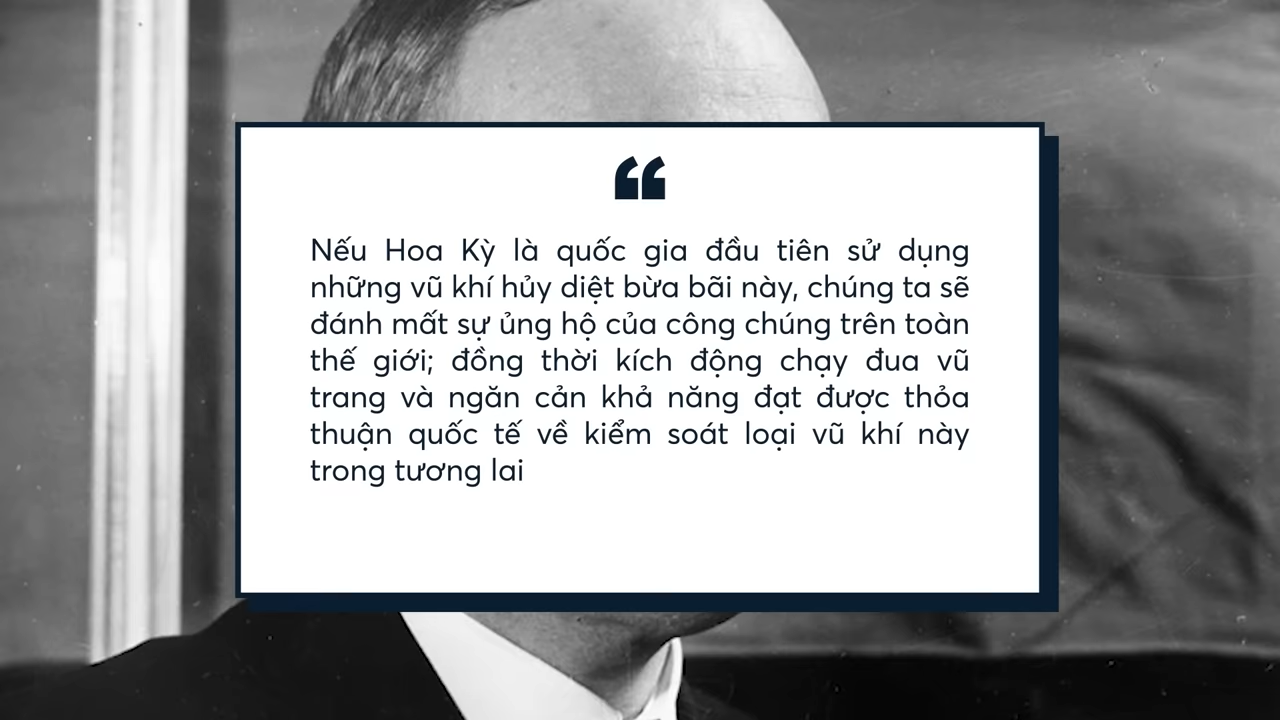 “
Nếu Hoa Kỳ là quốc gia đầu tiên sử dụng
những vũ khí hủy diệt bừa bãi này, chúng ta sẽ
đánh mất sự ủng hộ của công chúng trên toàn
thế giới; đồng thời kích động chạy đua vũ
trang và ngăn cản khả năng đạt được thỏa
thuận quốc tế về kiểm soát loại vũ khí này
trong tương lai